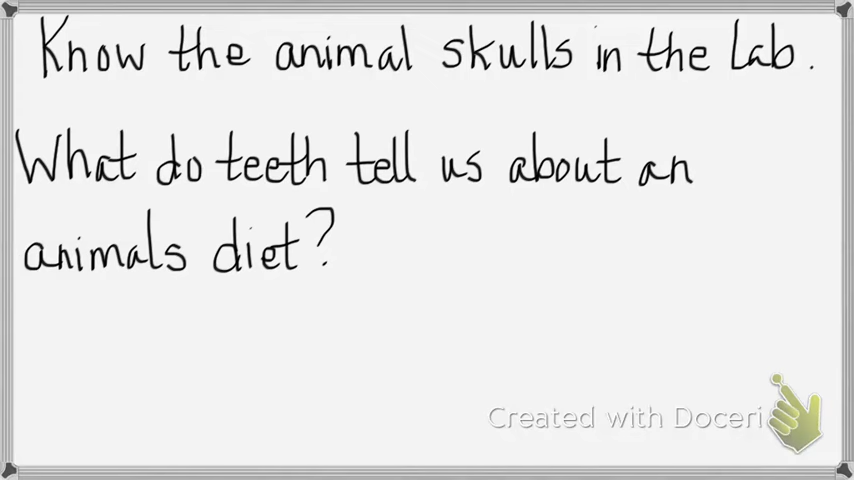 Know the animal skulls in the Lab.
What do teeth tell us about an
animals diet?
Created with Doceri